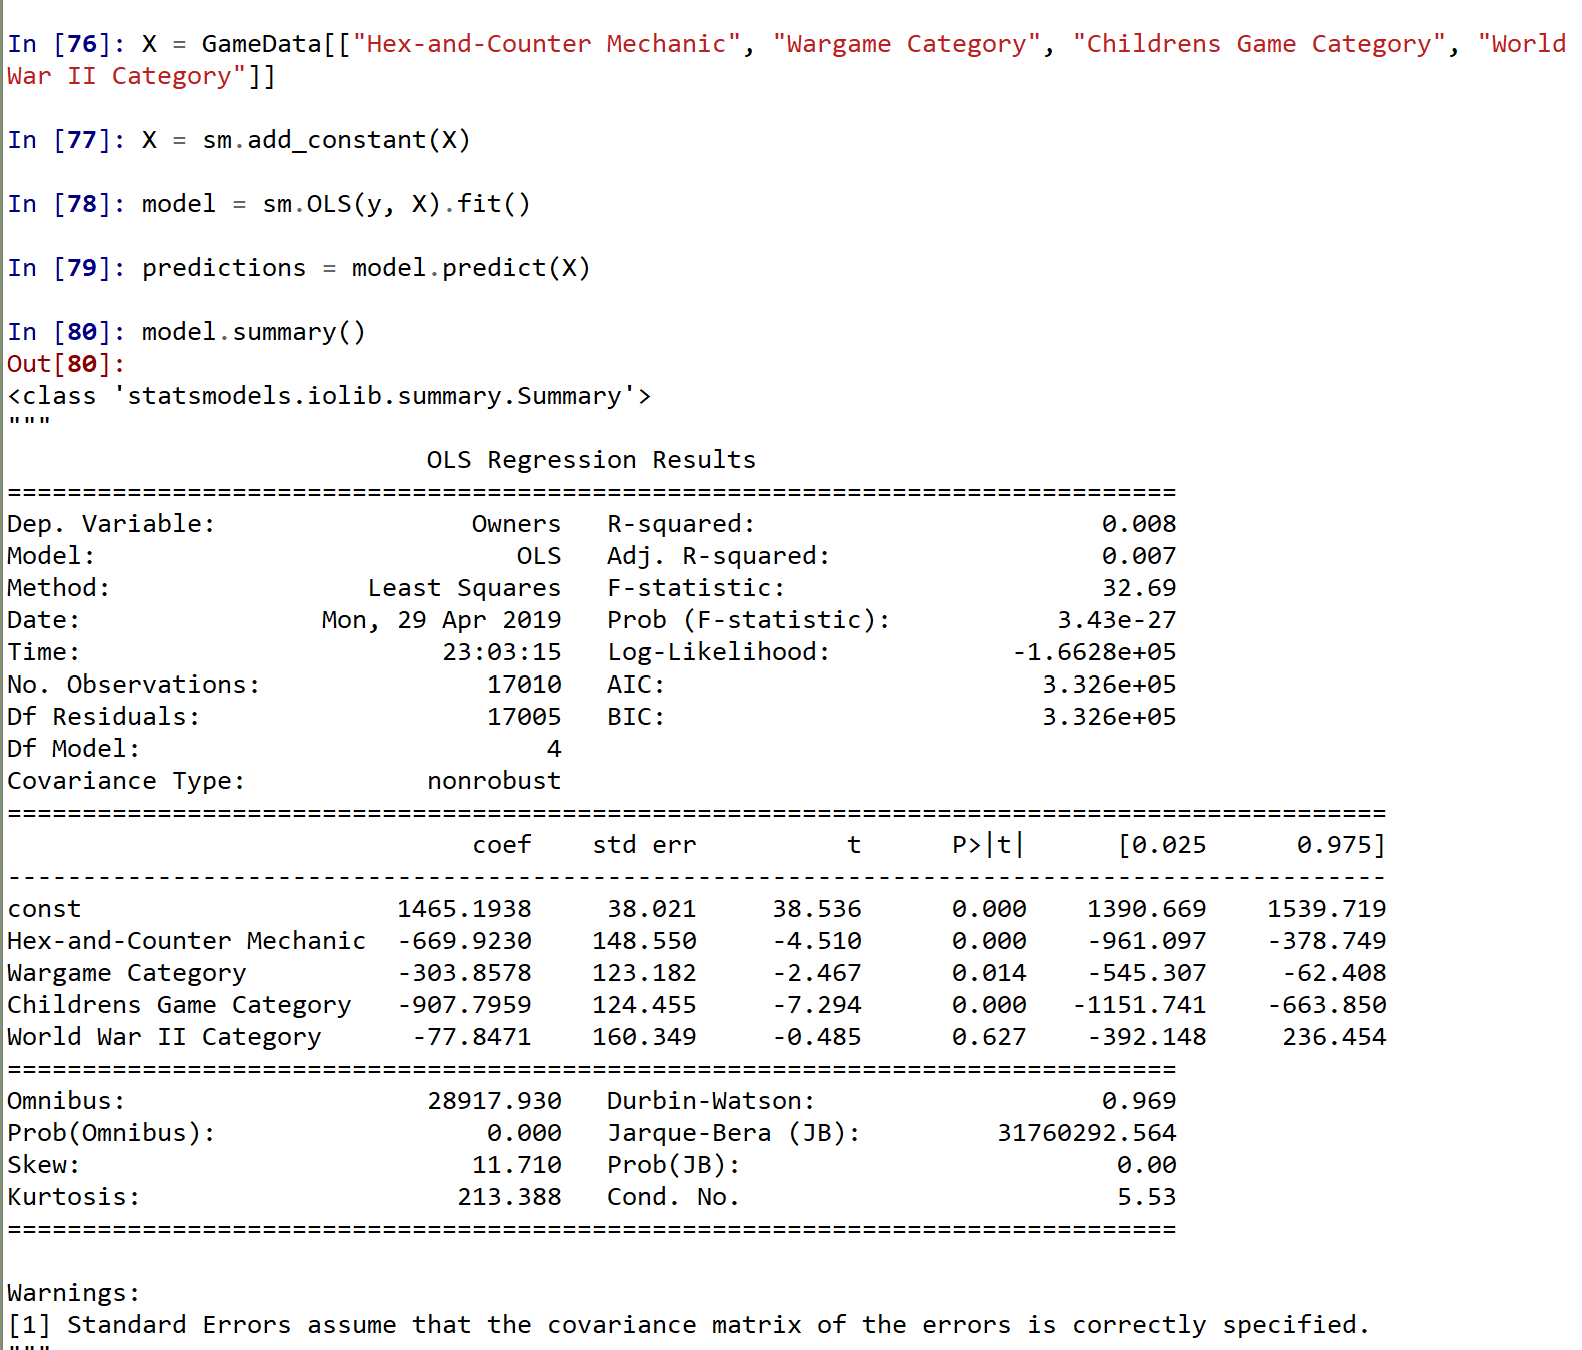 In [76]: X = GameData[["Hex-and-Counter Mechanic", "Wargame Category", "Childrens Game Category", "World
War II Category"]]
In [77]: X = sm.add_constant(X)
In [78]: model = sm.OLS(y, X).fit()
In [79]: predictions = model.predict(X)
In [80]: model.summary()
Out[80]:
<class 'statsmodels.iolib.summary.Summary'>
"""
OLS Regression Results
==============================================================================
Dep. Variable: Owners R-squared: 0.008
Model: OLS Adj. R-squared: 0.007
Method: Least Squares F-statistic: 32.69
Date: Mon, 29 Apr 2019 Prob (F-statistic): 3.43e-27
Time: 23:03:15 Log-Likelihood: -1.6628e+05
No. Observations: 17010 AIC: 3.326e+05
Df Residuals: 17005 BIC: 3.326e+05
Df Model: 4
Covariance Type: nonrobust
============================================================================================
coef std err t P>|t| [0.025 0.975]
--------------------------------------------------------------------------------------------
const 1465.1938 38.021 38.536 0.000 1390.669 1539.719
Hex-and-Counter Mechanic -669.9230 148.550 -4.510 0.000 -961.097 -378.749
Wargame Category -303.8578 123.182 -2.467 0.014 -545.307 -62.408
Childrens Game Category -907.7959 124.455 -7.294 0.000 -1151.741 -663.850
World War II Category -77.8471 160.349 -0.485 0.627 -392.148 236.454
==============================================================================
Omnibus: 28917.930 Durbin-Watson: 0.969
Prob(Omnibus): 0.000 Jarque-Bera (JB): 31760292.564
Skew: 11.710 Prob(JB): 0.00
Kurtosis: 213.388 Cond. No. 5.53
==============================================================================
Warnings:
[1] Standard Errors assume that the covariance matrix of the errors is correctly specified.
"""